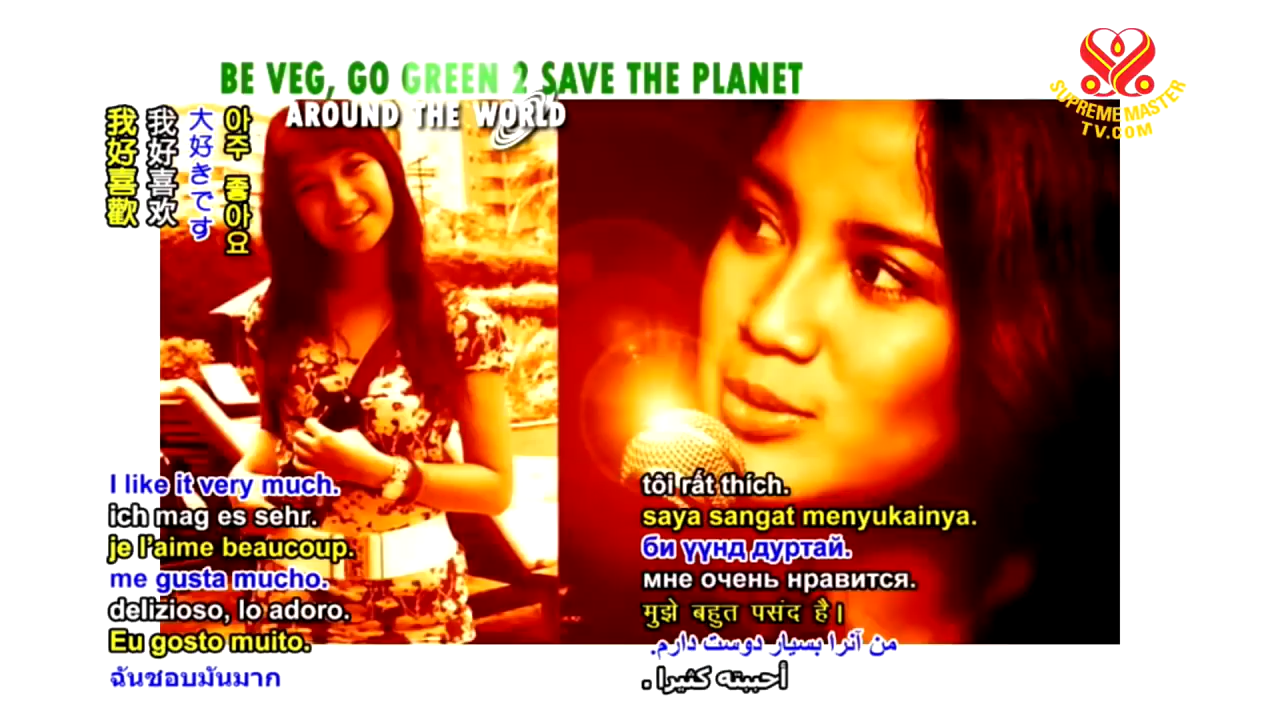 BE VEG, GO GREEN 2 SAVE THE PLANET
AROUND THE WORLD
SUPREME MASTER
TV.COM
我好喜歡
我好喜欢
大好きです
아주 좋아요
I like it very much.
ich mag es sehr.
je l'aime beaucoup.
me gusta mucho.
delizioso, lo adoro.
Eu gosto muito.
ฉันชอบมันมาก
tôi rất thích.
saya sangat menyukainya.
би үүнд дуртай.
мне очень нравится.
मुझे बहुत पसंद है।
من آنرا بسیار دوست دارم.
أحببته كثيرا .